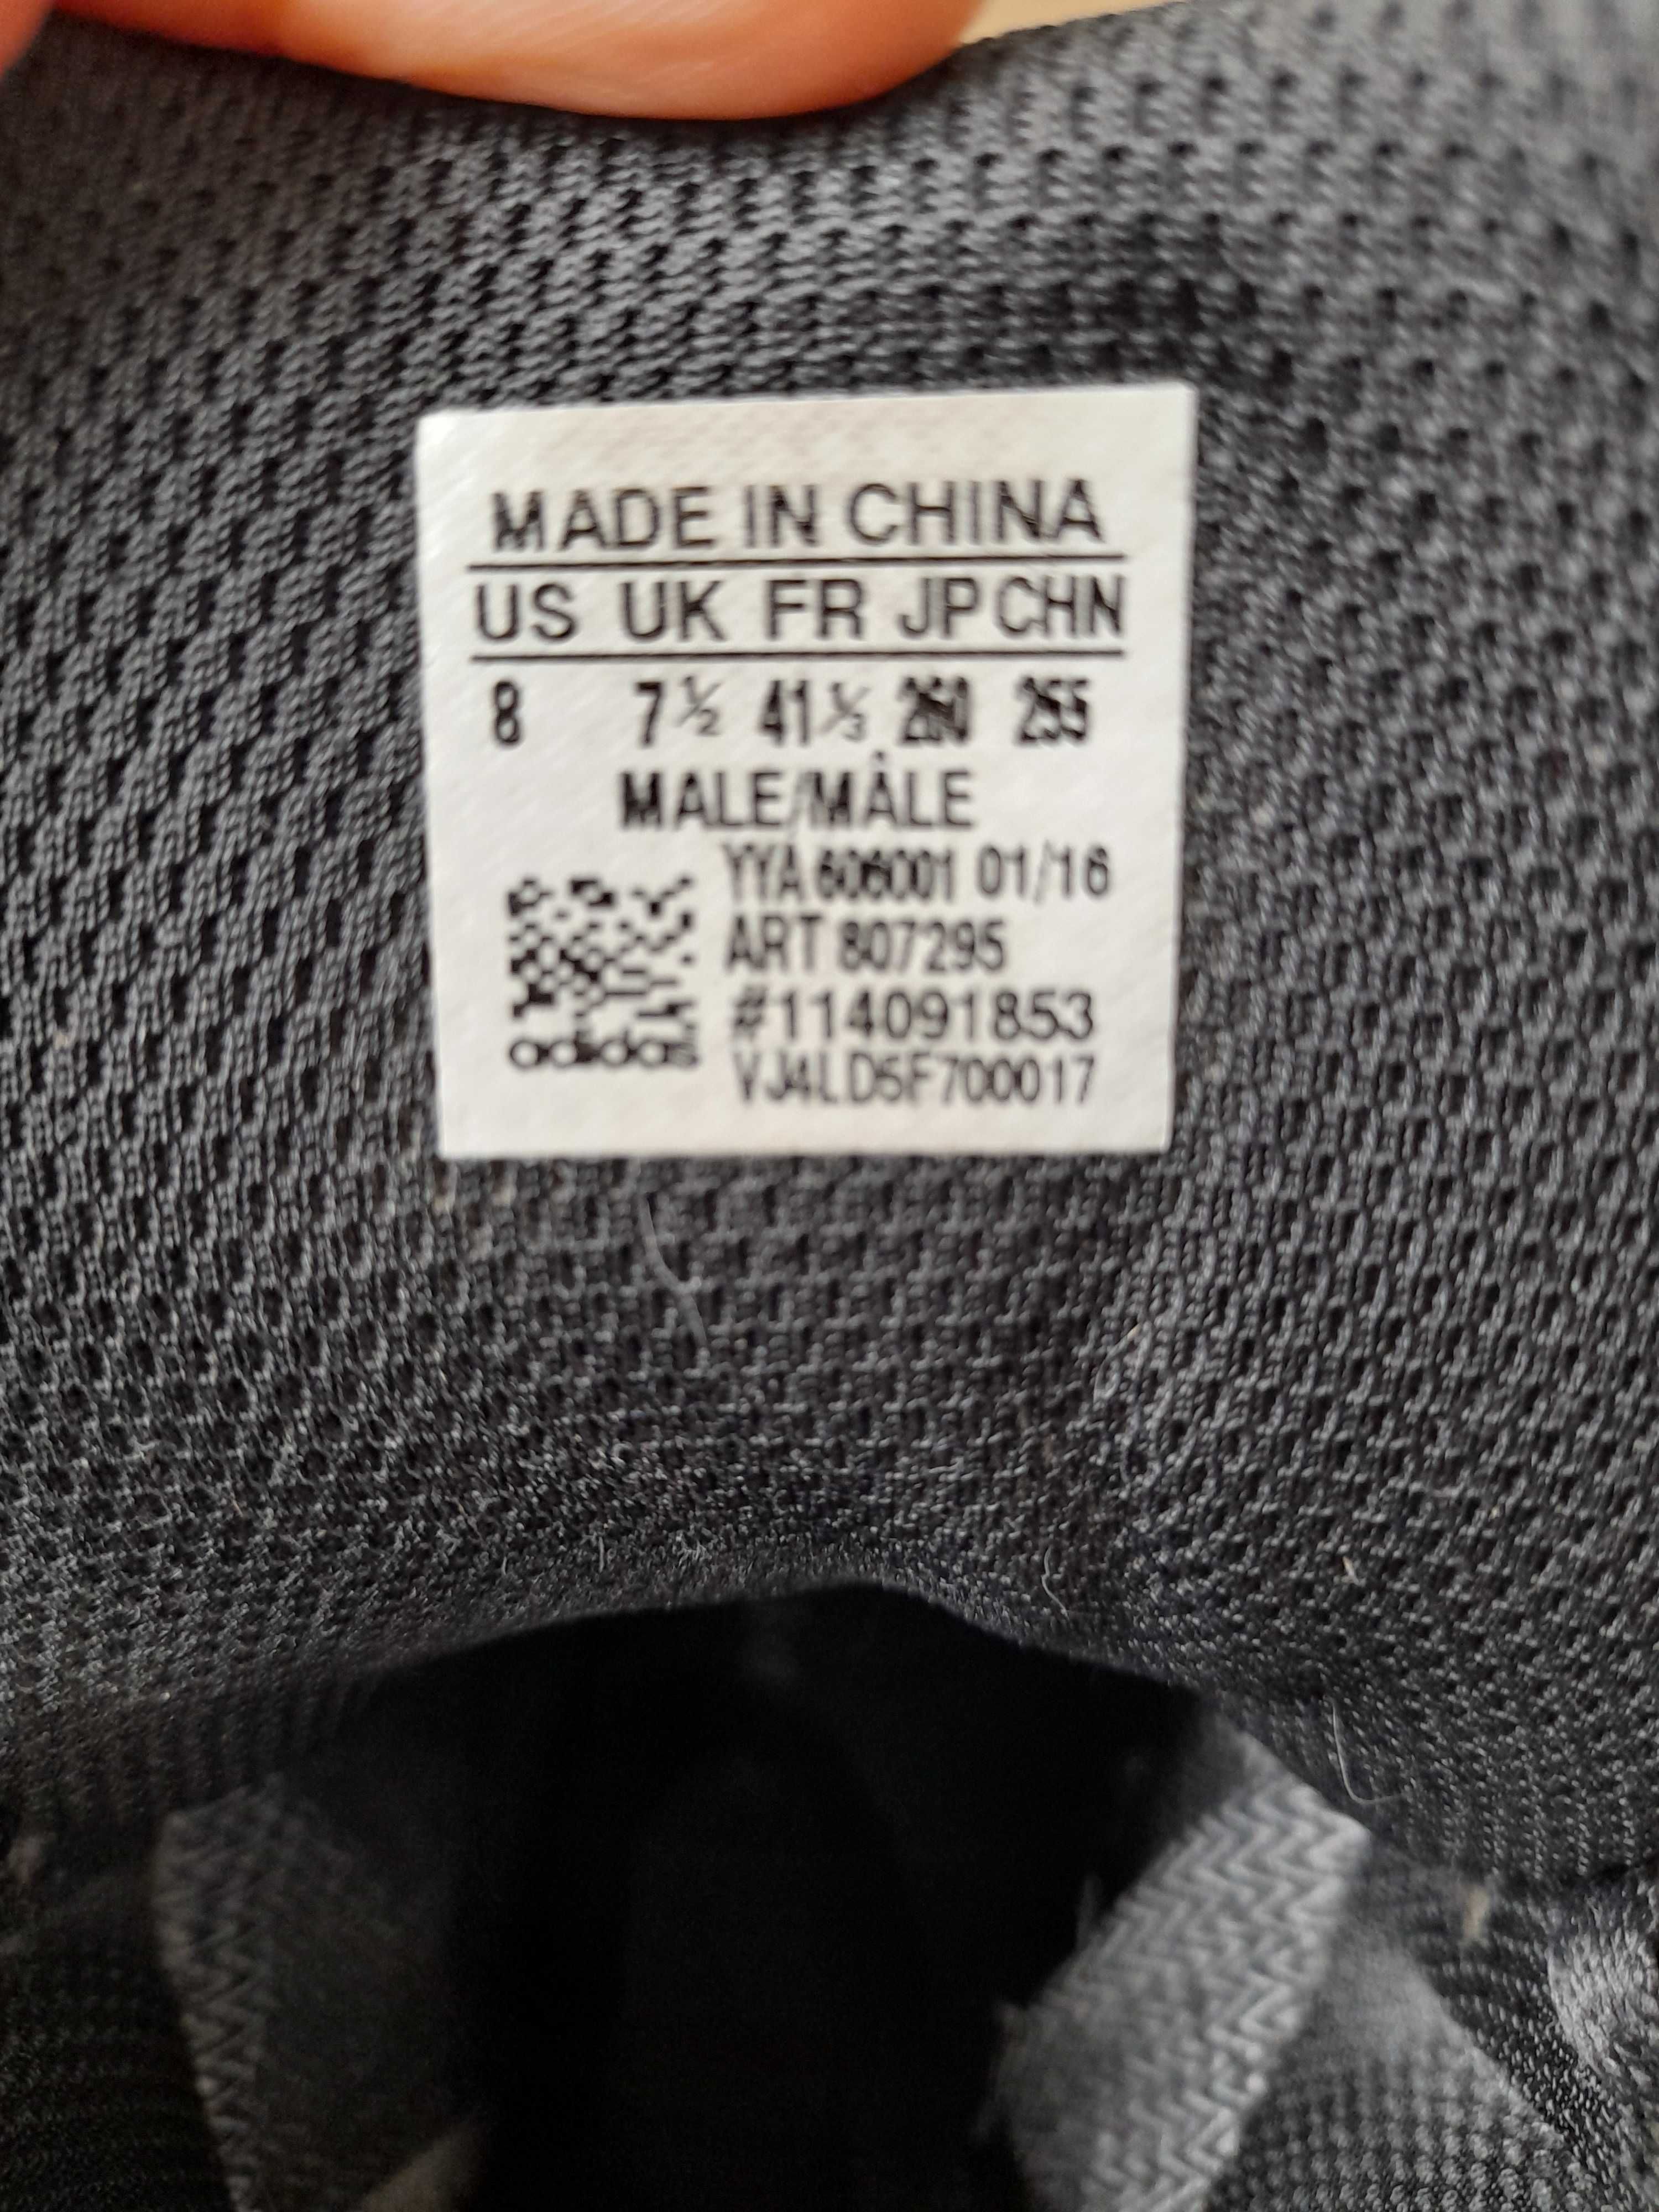 MADE IN CHINA
US UK FR JP CHN
8 7½ 41⅓ 260 255
MALE/MÂLE
YYA 606001 01/16
ART 807295
#114091853
adidas
VJ4LD5F700017